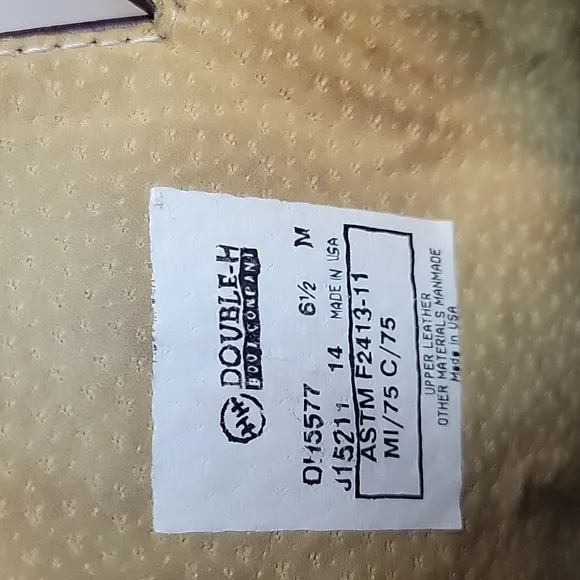 HH DOUBLE-H
BOOT COMPANY
DH5577 6½ M
J15211 14 MADE IN USA
ASTM F2413-11
MI/75 C/75
UPPER LEATHER
OTHER MATERIALS MANMADE
Made in USA